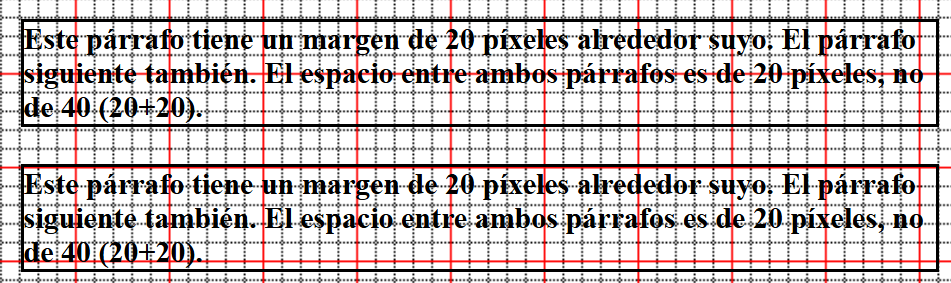 Este párrafo tiene un margen de 20 píxeles alrededor suyo. El párrafo
siguiente también. El espacio entre ambos párrafos es de 20 píxeles, no
de 40 (20+20).
Este párrafo tiene un margen de 20 píxeles alrededor suyo. El párrafo
siguiente también. El espacio entre ambos párrafos es de 20 píxeles, no
de 40 (20+20).